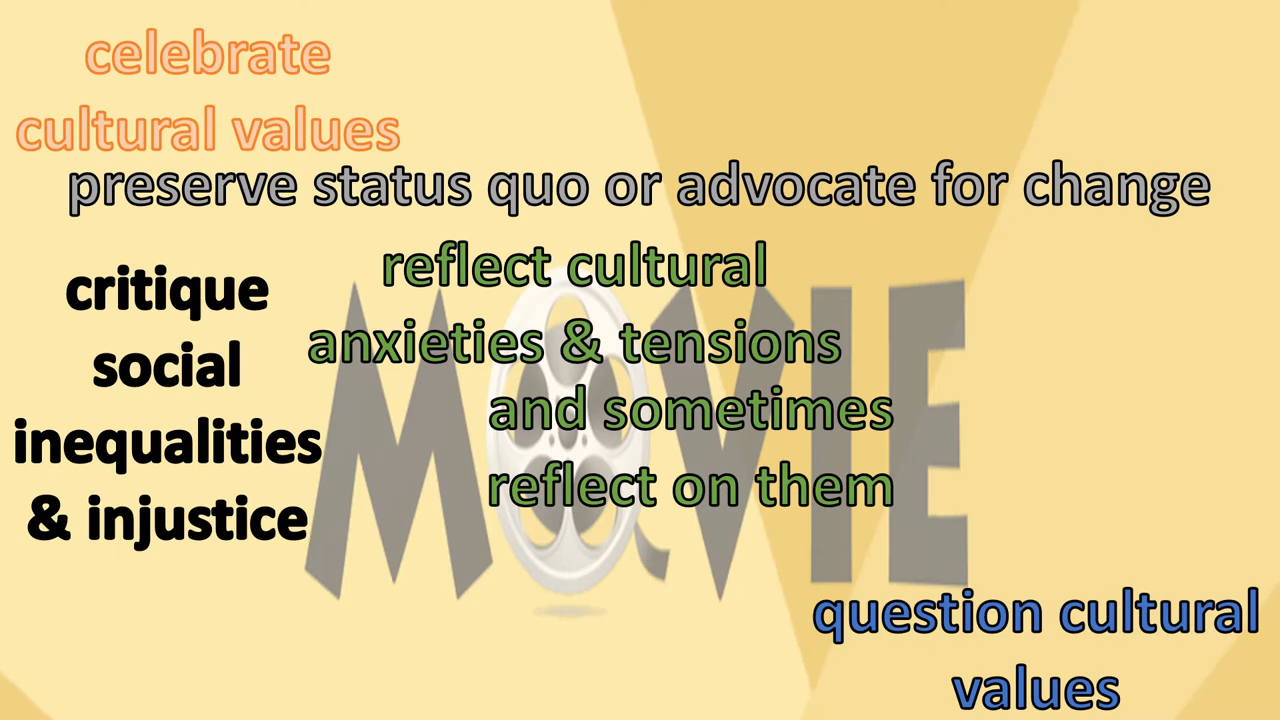 celebrate
cultural values
preserve status quo or advocate for change
critique
social
inequalities
& injustice
reflect cultural
anxieties & tensions
and sometimes
reflect on them
MOVIE
question cultural
values